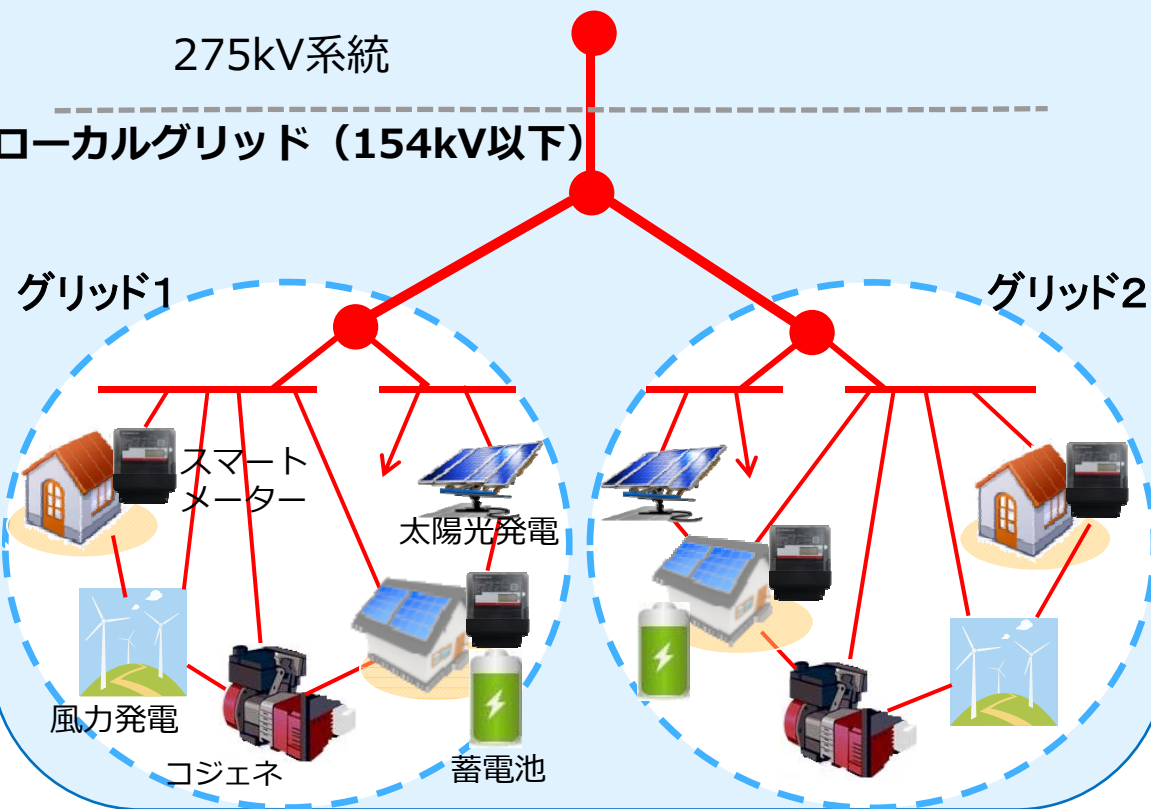 275kV系統
ローカルグリッド（154kV以下）
グリッド１
グリッド２
スマート
メーター
太陽光発電
風力発電
コジェネ
蓄電池